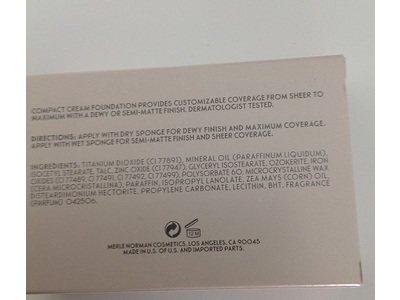 COMPACT CREAM FOUNDATION PROVIDES CUSTOMIZABLE COVERAGE FROM SHEER TO
MAXIMUM WITH A DEWY OR SEMI-MATTE FINISH. DERMATOLOGIST TESTED.
DIRECTIONS: APPLY WITH DRY SPONGE FOR DEWY FINISH AND MAXIMUM COVERAGE.
APPLY WITH WET SPONGE FOR SEMI-MATTE FINISH AND SHEER COVERAGE.
INGREDIENTS: TITANIUM DIOXIDE (CI 77891), MINERAL OIL (PARAFFINUM LIQUIDUM),
ISOCETYL STEARATE, TALC, ZINC OXIDE (CI 77947), GLYCERYL ISOSTEARATE, OZOKERITE, IRON
OXIDES (CI 77489, CI 77491, CI 77492, CI 77499), POLYSORBATE 60, MICROCRYSTALLINE WAX
(CERA MICROCRISTALLINA), PARAFFIN, ISOPROPYL LANOLATE, ZEA MAYS (CORN) OIL,
DISTEARDIMONIUM HECTORITE, PROPYLENE CARBONATE, LECITHIN, BHT, FRAGRANCE
(PARFUM). 042506.
12 M
MERLE NORMAN COSMETICS, LOS ANGELES, CA 90045
MADE IN U.S. OF U.S. AND IMPORTED PARTS.